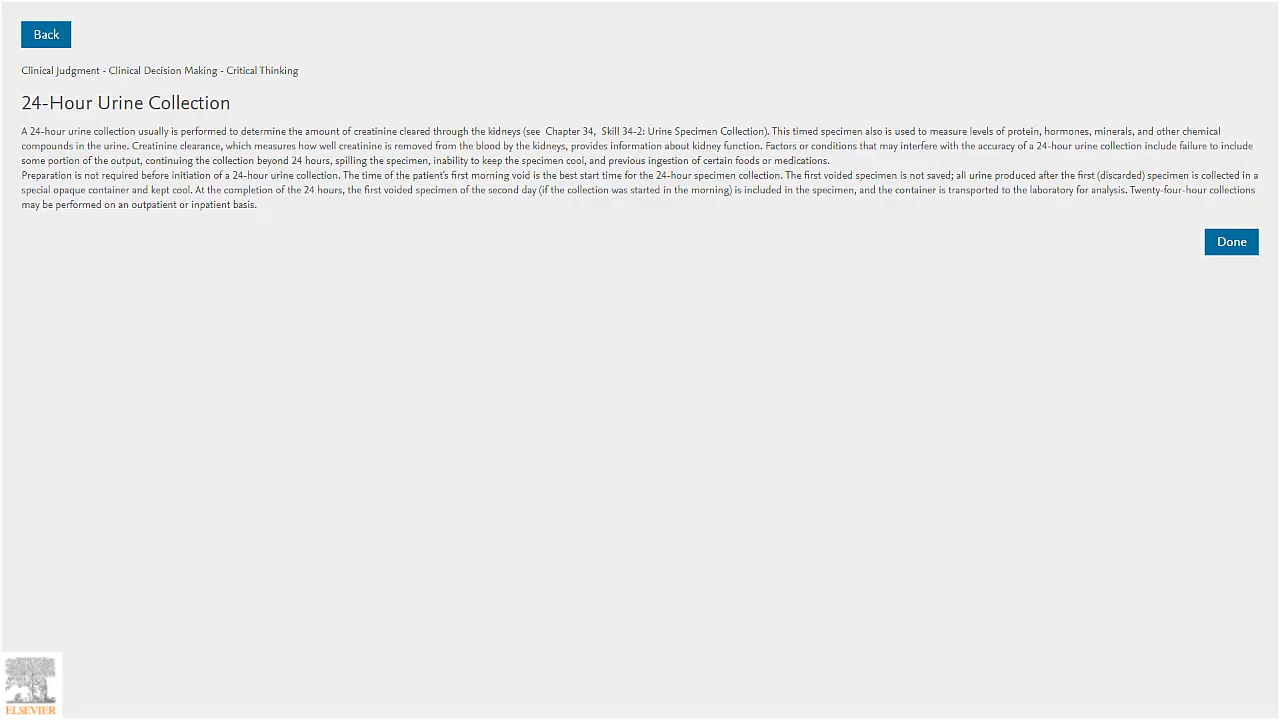 Back
Clinical Judgment - Clinical Decision Making - Critical Thinking
24-Hour Urine Collection
A 24-hour urine collection usually is performed to determine the amount of creatinine cleared through the kidneys (see Chapter 34, Skill 34-2: Urine Specimen Collection). This timed specimen also is used to measure levels of protein, hormones, minerals, and other chemical
compounds in the urine. Creatinine clearance, which measures how well creatinine is removed from the blood by the kidneys, provides information about kidney function. Factors or conditions that may interfere with the accuracy of a 24-hour urine collection include failure to include
some portion of the output, continuing the collection beyond 24 hours, spilling the specimen, inability to keep the specimen cool, and previous ingestion of certain foods or medications.
Preparation is not required before initiation of a 24-hour urine collection. The time of the patient's first morning void is the best start time for the 24-hour specimen collection. The first voided specimen is not saved; all urine produced after the first (discarded) specimen is collected in a
special opaque container and kept cool. At the completion of the 24 hours, the first voided specimen of the second day (if the collection was started in the morning) is included in the specimen, and the container is transported to the laboratory for analysis. Twenty-four-hour collections
may be performed on an outpatient or inpatient basis.
Done
ELSEVIER